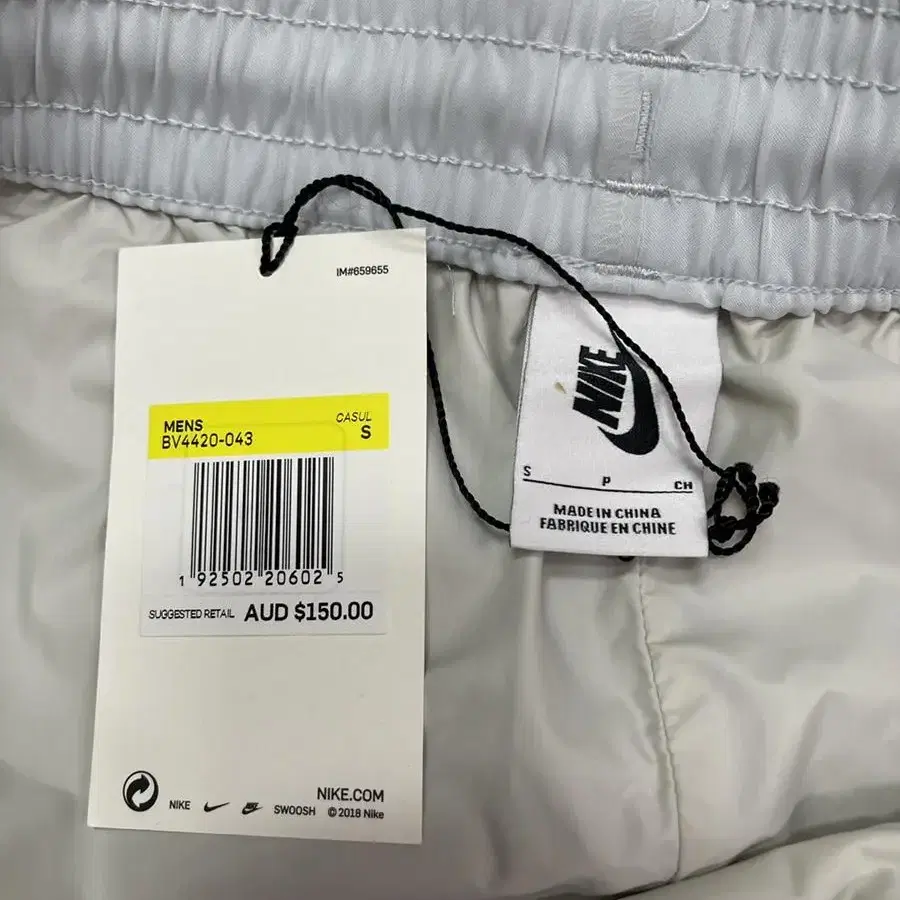 IM#659655
MENS
BV4420-043
CASUL
S
1 92502 20602 5
SUGGESTED RETAIL AUD $150.00
NIKE.COM
NIKE SWOOSH © 2018 Nike
NIKE
S P CH
MADE IN CHINA
FABRIQUE EN CHINE